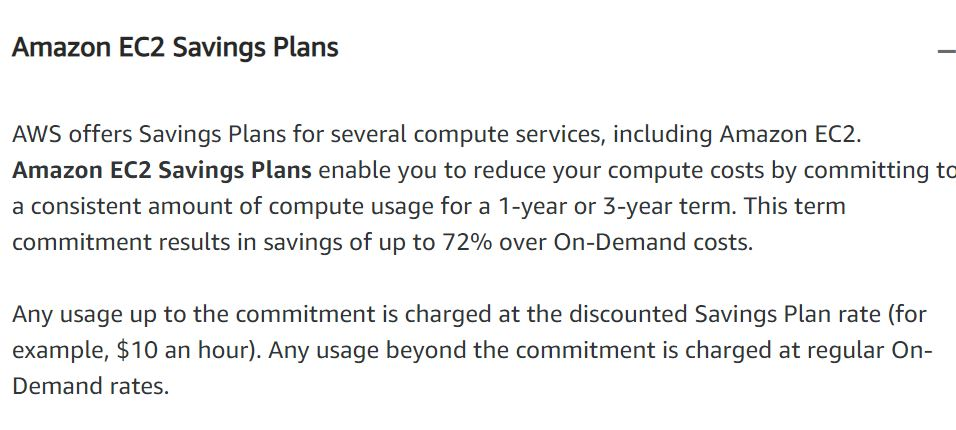 Amazon EC2 Savings Plans
AWS offers Savings Plans for several compute services, including Amazon EC2.
Amazon EC2 Savings Plans enable you to reduce your compute costs by committing to
a consistent amount of compute usage for a 1-year or 3-year term. This term
commitment results in savings of up to 72% over On-Demand costs.
Any usage up to the commitment is charged at the discounted Savings Plan rate (for
example, $10 an hour). Any usage beyond the commitment is charged at regular On-
Demand rates.